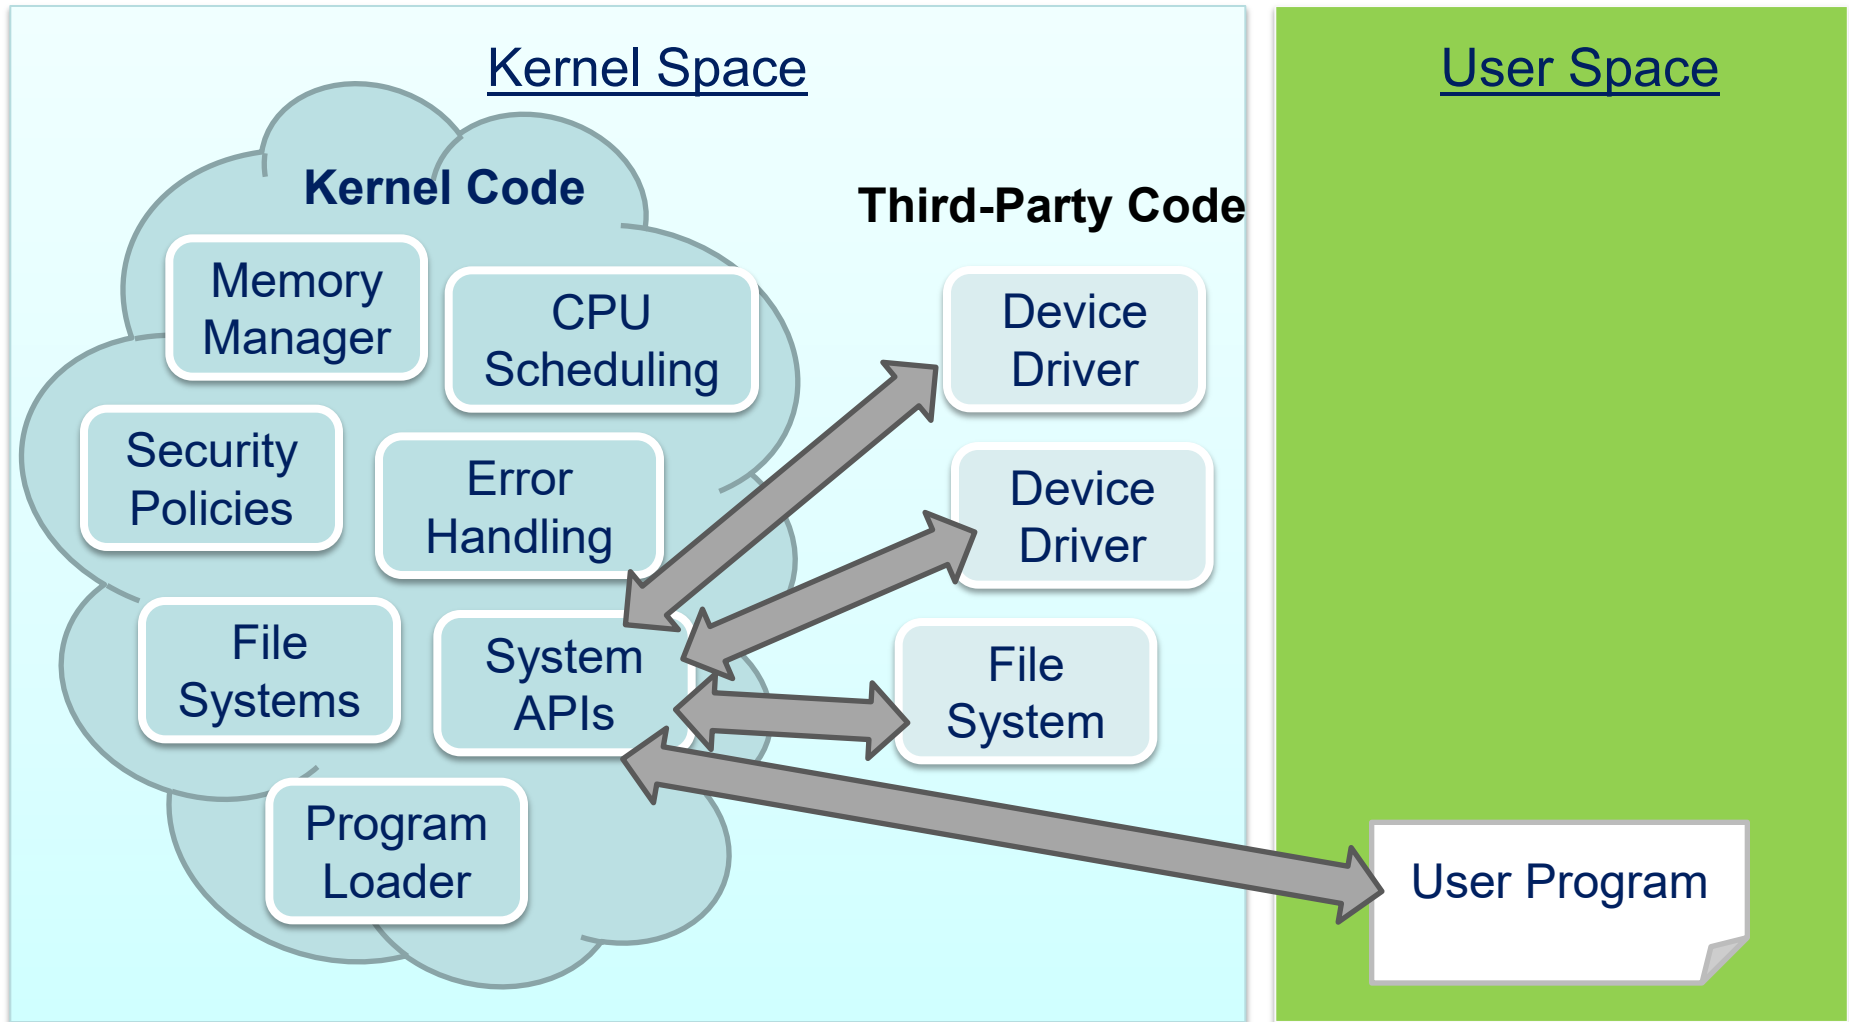 Kernel Space
User Space
Kernel Code
Third-Party Code
Memory
Manager
CPU
Scheduling
Device
Driver
Security
Policies
Error
Handling
Device
Driver
File
Systems
System
APIs
File
System
Program
Loader
User Program